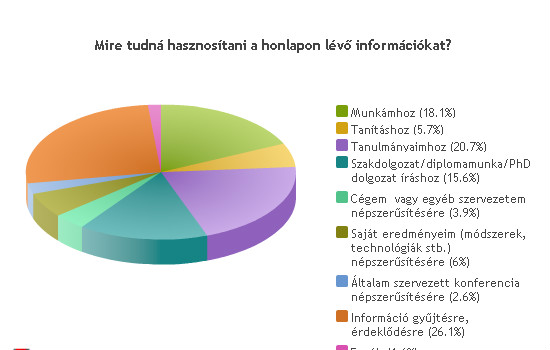 Mire tudná hasznosítani a honlapon lévő információkat?
Munkámhoz (18.1%)
Tanításhoz (5.7%)
Tanulmányaimhoz (20.7%)
Szakdolgozat/diplomamunka/PhD
dolgozat íráshoz (15.6%)
Cégem vagy egyéb szervezetem
népszerűsítésére (3.9%)
Saját eredményeim (módszerek,
technológiák stb.)
népszerűsítésére (6%)
Általam szervezett konferencia
népszerűsítésére (2.6%)
Információ gyűjtésre,
érdeklődésre (26.1%)